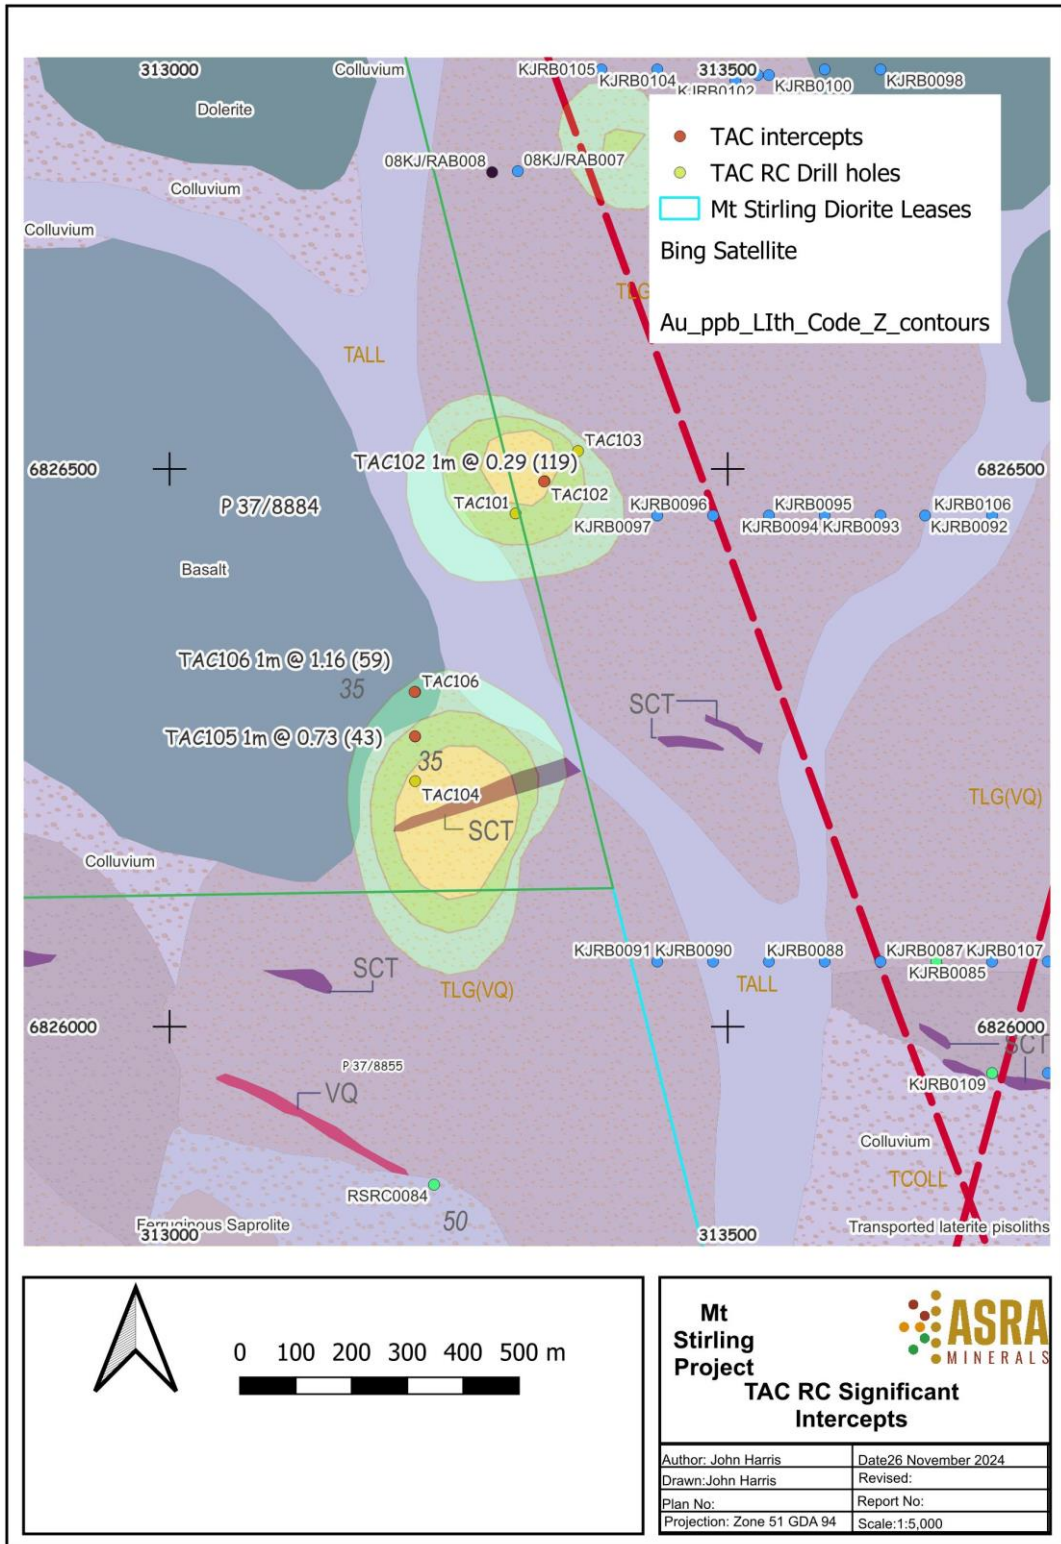 313000
Colluvium
KJRB0105
313500
KJRB0104
KJRB0102
KJRB0100
KJRB0098
Dolerite
TAC intercepts
TAC RC Drill holes
Mt Stirling Diorite Leases
Bing Satellite
Au_ppb_LIth_Code_Z_contours
08KJ/RAB008
08KJ/RAB007
Colluvium
Colluvium
TLG
TALL
TAC103
TAC102 1m @ 0.29 (119)
6826500
6826500
TAC102
TAC101
P 37/8884
KJRB0096
KJRB0095
KJRB0106
KJRB0097
KJRB0094
KJRB0093
KJRB0092
Basalt
TAC106 1m @ 1.16 (59)
TAC106
35
SCT
TAC105 1m @ 0.73 (43)
35
TAC104
TLG(VQ)
SCT
Colluvium
KJRB0091
KJRB0090
KJRB0088
KJRB0087
KJRB0107
KJRB0085
SCT
TLG(VQ)
TALL
6826000
6826000
SCT
P 37/8855
KJRB0109
VQ
Colluvium
TCOLL
RSRC0084
50
Ferruginous Saprolite
Transported laterite pisoliths
313000
313500
0 100 200 300 400 500 m
Mt
Stirling
Project
ASRA
MINERALS
TAC RC Significant
Intercepts
Author: John Harris
Date26 November 2024
Drawn:John Harris
Revised:
Plan No:
Report No:
Projection: Zone 51 GDA 94
Scale:1:5,000